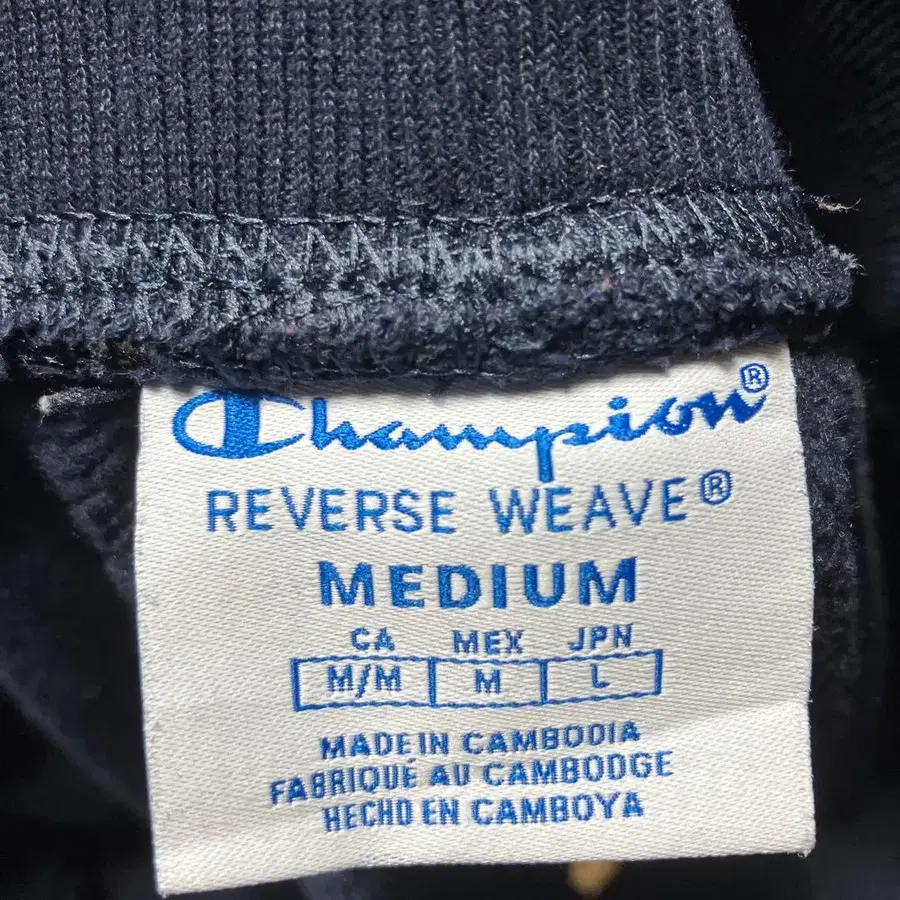 Champion®
REVERSE WEAVE®
MEDIUM
CA MEX JPN
M/M M L
MADE IN CAMBODIA
FABRIQUÉ AU CAMBODGE
HECHO EN CAMBOYA